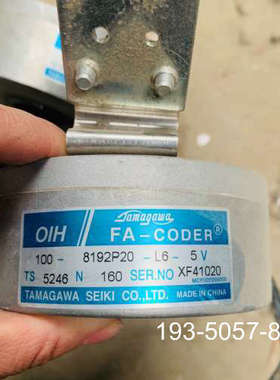 Tamagawa
OIH FA-CODER®
100 - 8192P20 - L6 - 5V
TS 5246 N 160 SER.NO XF41020
TAMAGAWA SEIKI CO.,LTD. MADE IN CHINA
193-5057-8